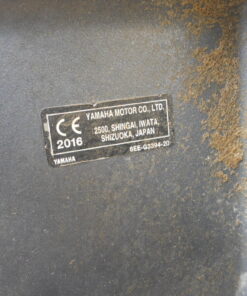 CE
2016
YAMAHA MOTOR CO., LTD.
2500, SHINGAI, IWATA,
SHIZUOKA, JAPAN
YAMAHA
6EE-G3394-20